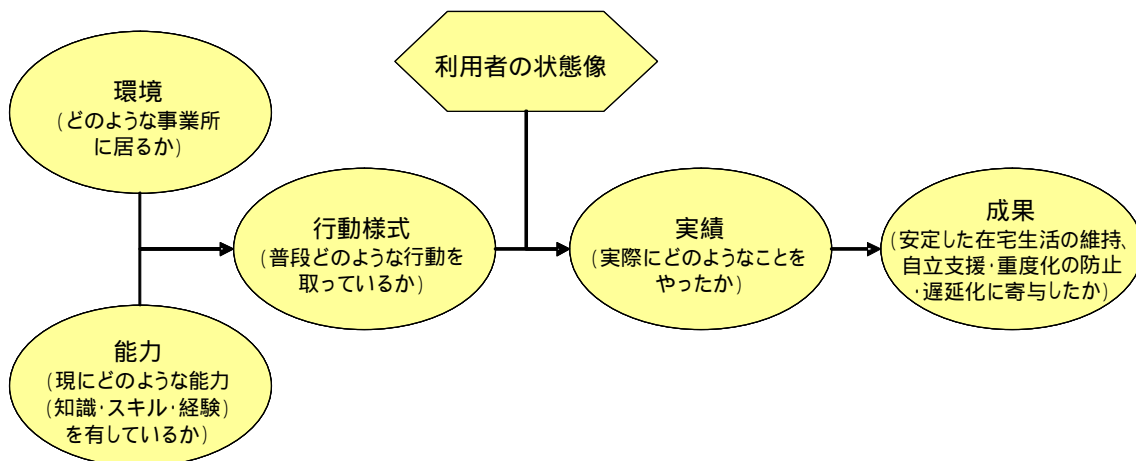 利用者の状態像
環境
(どのような事業所
に居るか)
行動様式
(普段どのような行動を
取っているか)
実績
(実際にどのようなことを
やったか)
成果
(安定した在宅生活の維持、
自立支援・重度化の防止
・遅延化に寄与したか)
能力
(現にどのような能力
(知識・スキル・経験)
を有しているか)